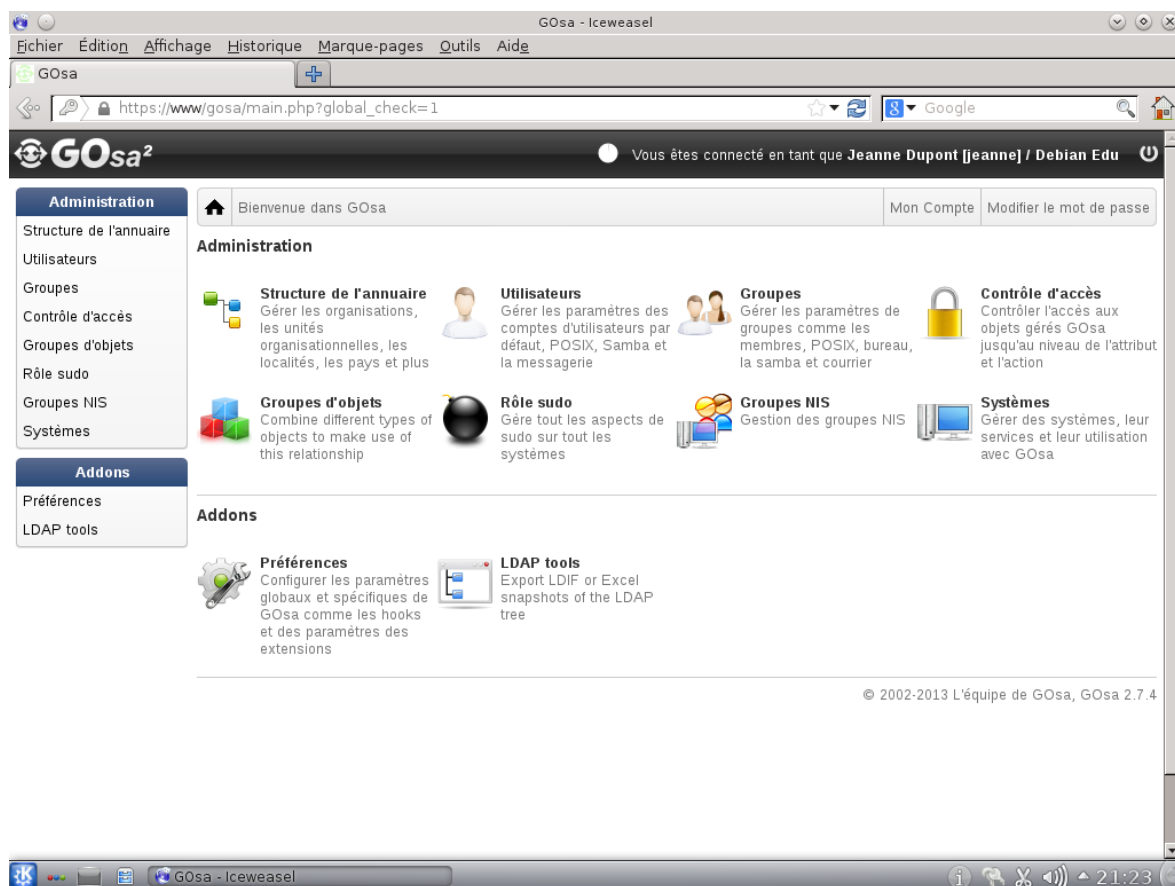 GOsa - Iceweasel
Fichier Édition Affichage Historique Marque-pages Outils Aide
GOsa
https://www/gosa/main.php?global_check=1
Google
GOsa²
Vous êtes connecté en tant que Jeanne Dupont [jeanne] / Debian Edu
Administration
Structure de l'annuaire
Utilisateurs
Groupes
Contrôle d'accès
Groupes d'objets
Rôle sudo
Groupes NIS
Systèmes
Addons
Préférences
LDAP tools
Bienvenue dans GOsa
Mon Compte
Modifier le mot de passe
Administration
Structure de l'annuaire
Gérer les organisations,
les unités
organisationnelles, les
localités, les pays et plus
Utilisateurs
Gérer les paramètres des
comptes d'utilisateurs par
défaut, POSIX, Samba et
la messagerie
Groupes
Gérer les paramètres de
groupes comme les
membres, POSIX, bureau,
la samba et courrier
Contrôle d'accès
Contrôler l'accès aux
objets gérés GOsa
jusqu'au niveau de l'attribut
et l'action
Groupes d'objets
Combine different types of
objects to make use of
this relationship
Rôle sudo
Gère tout les aspects de
sudo sur tout les
systèmes
Groupes NIS
Gestion des groupes NIS
Systèmes
Gérer des systèmes, leur
services et leur utilisation
avec GOsa
Addons
Préférences
Configurer les paramètres
globaux et spécifiques de
GOsa comme les hooks
et des paramètres des
extensions
LDAP tools
Export LDIF or Excel
snapshots of the LDAP
tree
© 2002-2013 L'équipe de GOsa, GOsa 2.7.4
GOsa - Iceweasel
21:23